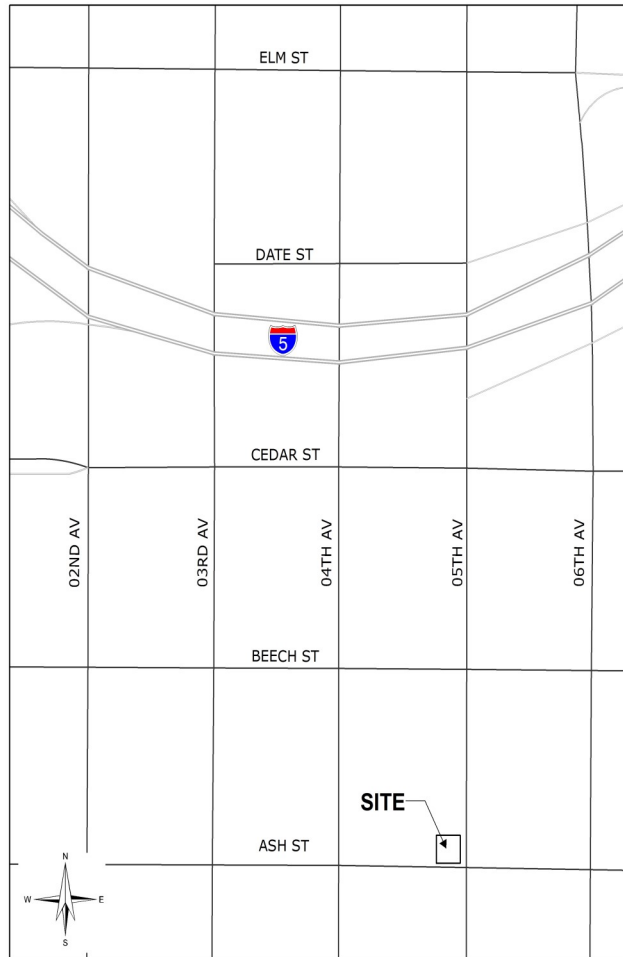 ELM ST
DATE ST
5
CEDAR ST
02ND AV
03RD AV
04TH AV
05TH AV
06TH AV
BEECH ST
SITE
ASH ST
N
W E
S